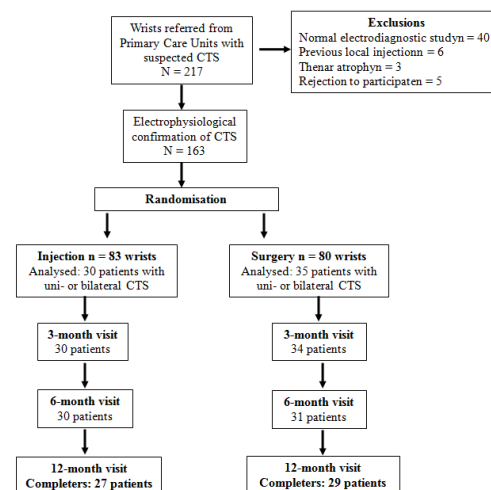 Wrists referred from
Primary Care Units with
suspected CTS
N = 217
Exclusions
Normal electrodiagnostic studyn = 40
Previous local injectionn = 6
Thenar atrophyn = 3
Rejection to participaten = 5
Electrophysiological
confirmation of CTS
N = 163
Randomisation
Injection n = 83 wrists
Analysed: 30 patients with
uni- or bilateral CTS
Surgery n = 80 wrists
Analysed: 35 patients with
uni- or bilateral CTS
3-month visit
30 patients
3-month visit
34 patients
6-month visit
30 patients
6-month visit
31 patients
12-month visit
Completers: 27 patients
12-month visit
Completers: 29 patients